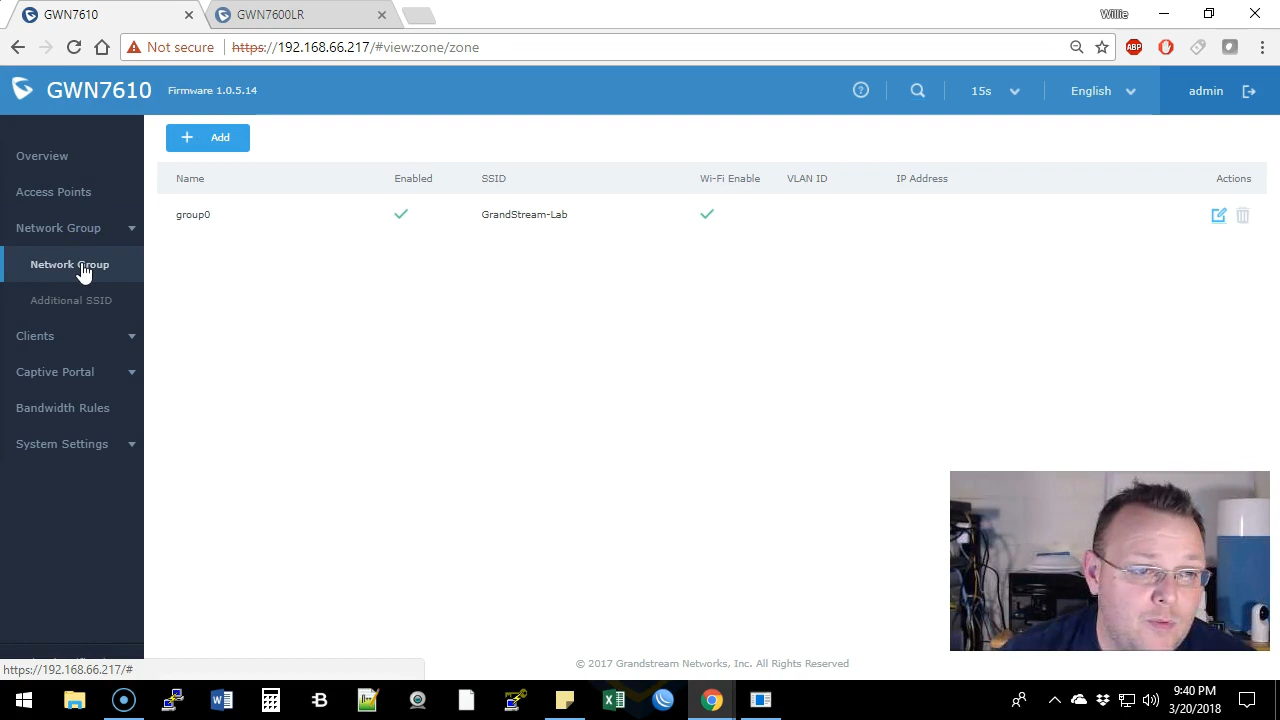 GWN7610
GWN7600LR
Willie
Not secure
https://192.168.66.217/#view:zone/zone
ABP
GWN7610
Firmware 1.0.5.14
15s
English
admin
Overview
Access Points
Network Group
Network Group
Additional SSID
Clients
Captive Portal
Bandwidth Rules
System Settings
Add
Name
Enabled
SSID
Wi-Fi Enable
VLAN ID
IP Address
Actions
group0
GrandStream-Lab
https://192.168.66.217/#
© 2017 Grandstream Networks, Inc. All Rights Reserved
9:40 PM
3/20/2018